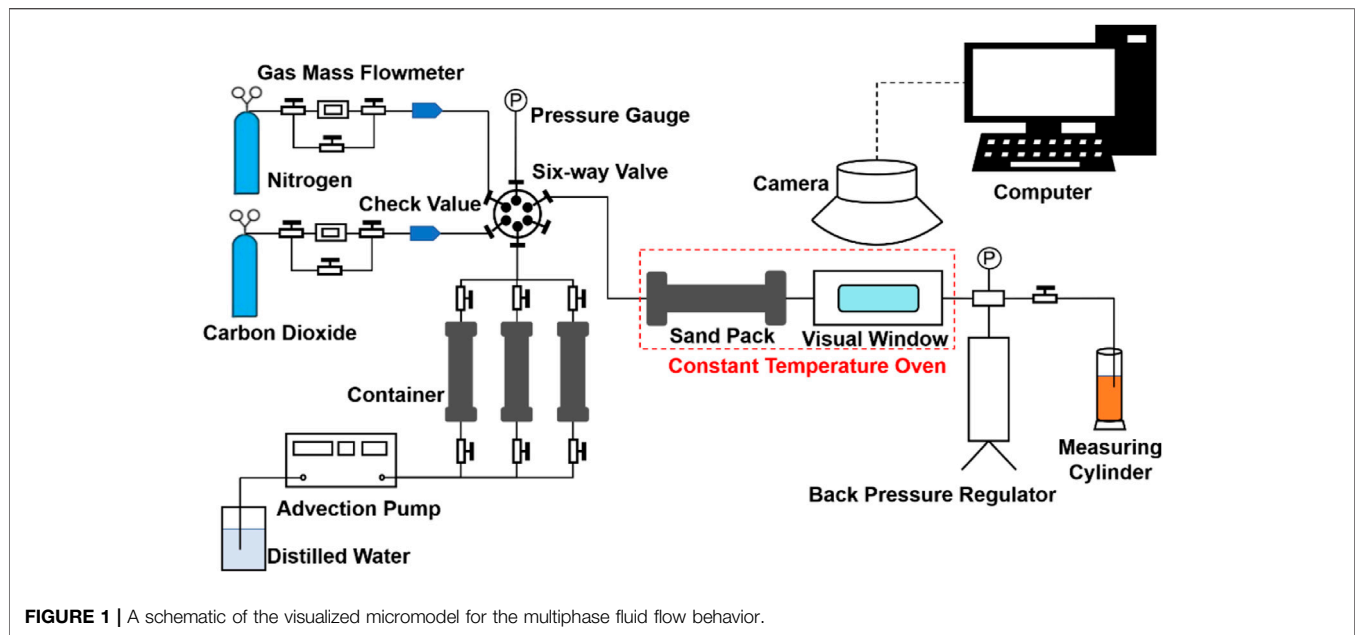 Gas Mass Flowmeter
P
Pressure Gauge
Nitrogen
Six-way Valve
Check Value
Camera
Computer
Carbon Dioxide
P
Sand Pack
Visual Window
Constant Temperature Oven
Container
Measuring
Cylinder
Back Pressure Regulator
Advection Pump
Distilled Water
FIGURE 1 | A schematic of the visualized micromodel for the multiphase fluid flow behavior.